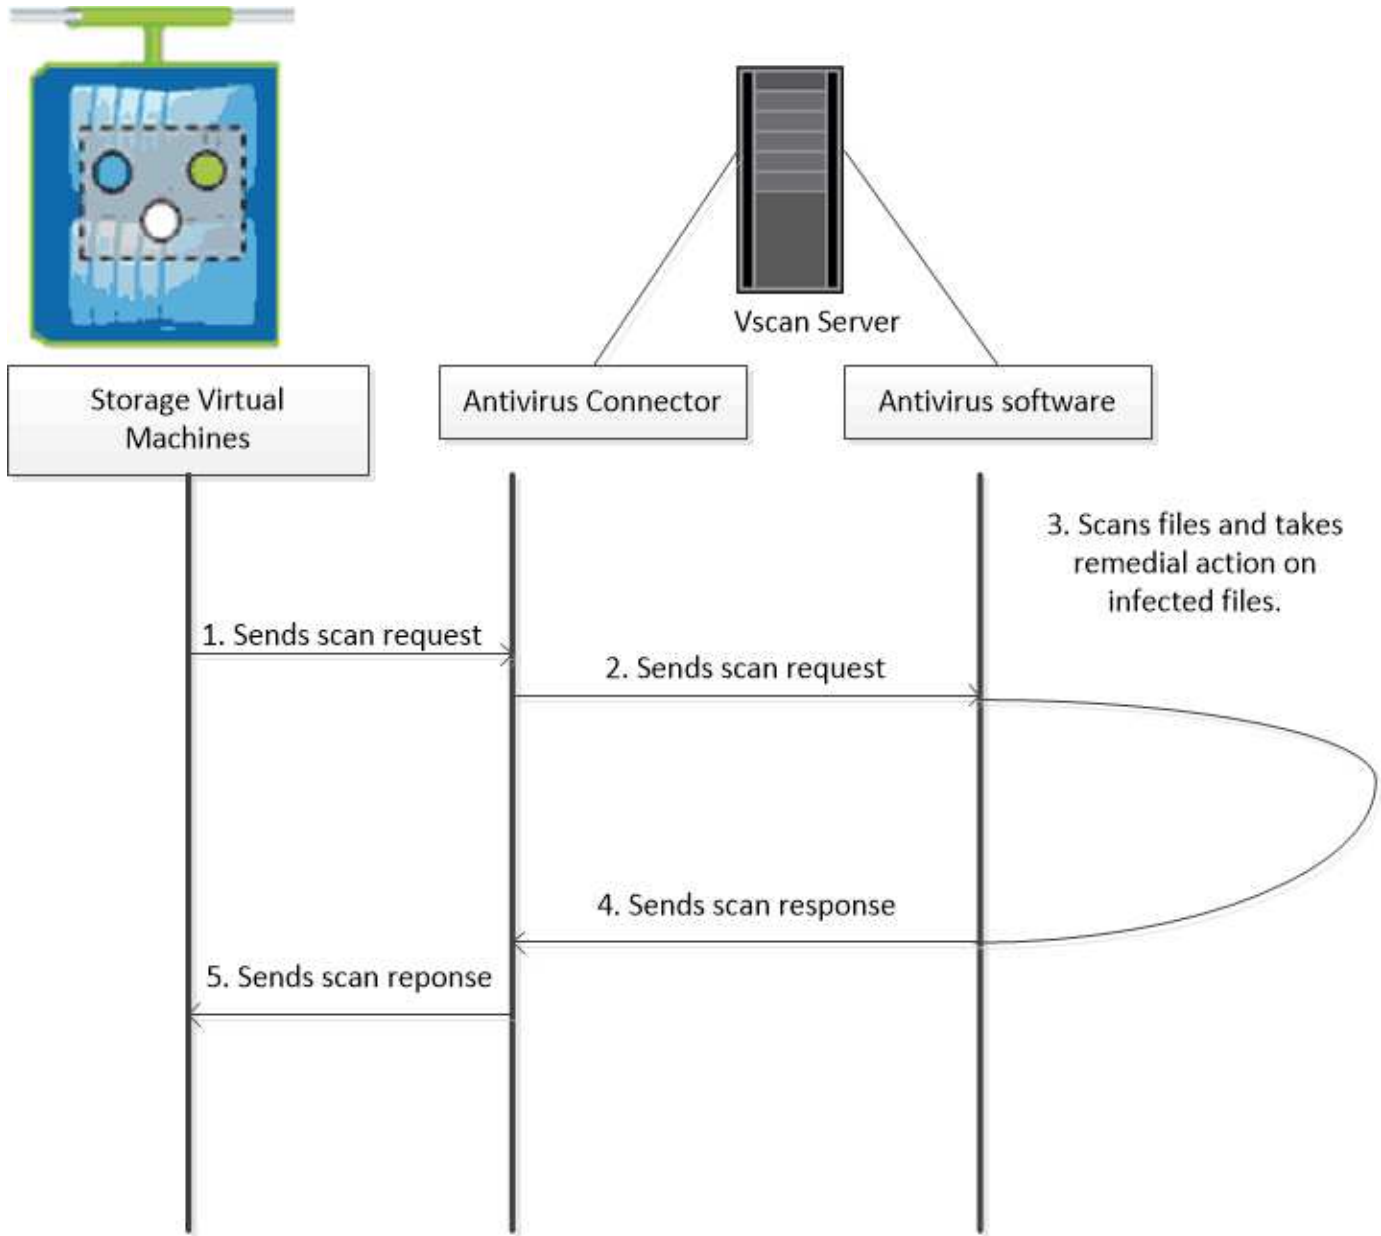 Vscan Server
Storage Virtual
Machines
Antivirus Connector
Antivirus software
3. Scans files and takes
remedial action on
infected files.
1. Sends scan request
2. Sends scan request
4. Sends scan response
5. Sends scan reponse